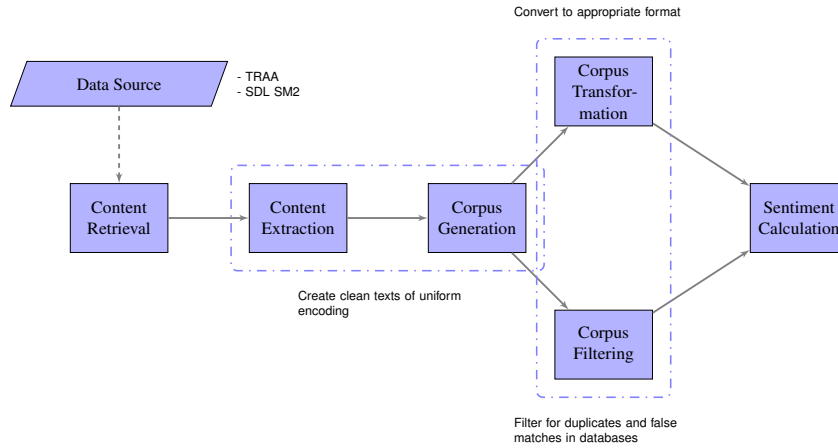 Convert to appropriate format
Data Source
- TRAA
- SDL SM2
Corpus
Transfor-
mation
Content
Retrieval
Content
Extraction
Corpus
Generation
Sentiment
Calculation
Create clean texts of uniform
encoding
Corpus
Filtering
Filter for duplicates and false
matches in databases